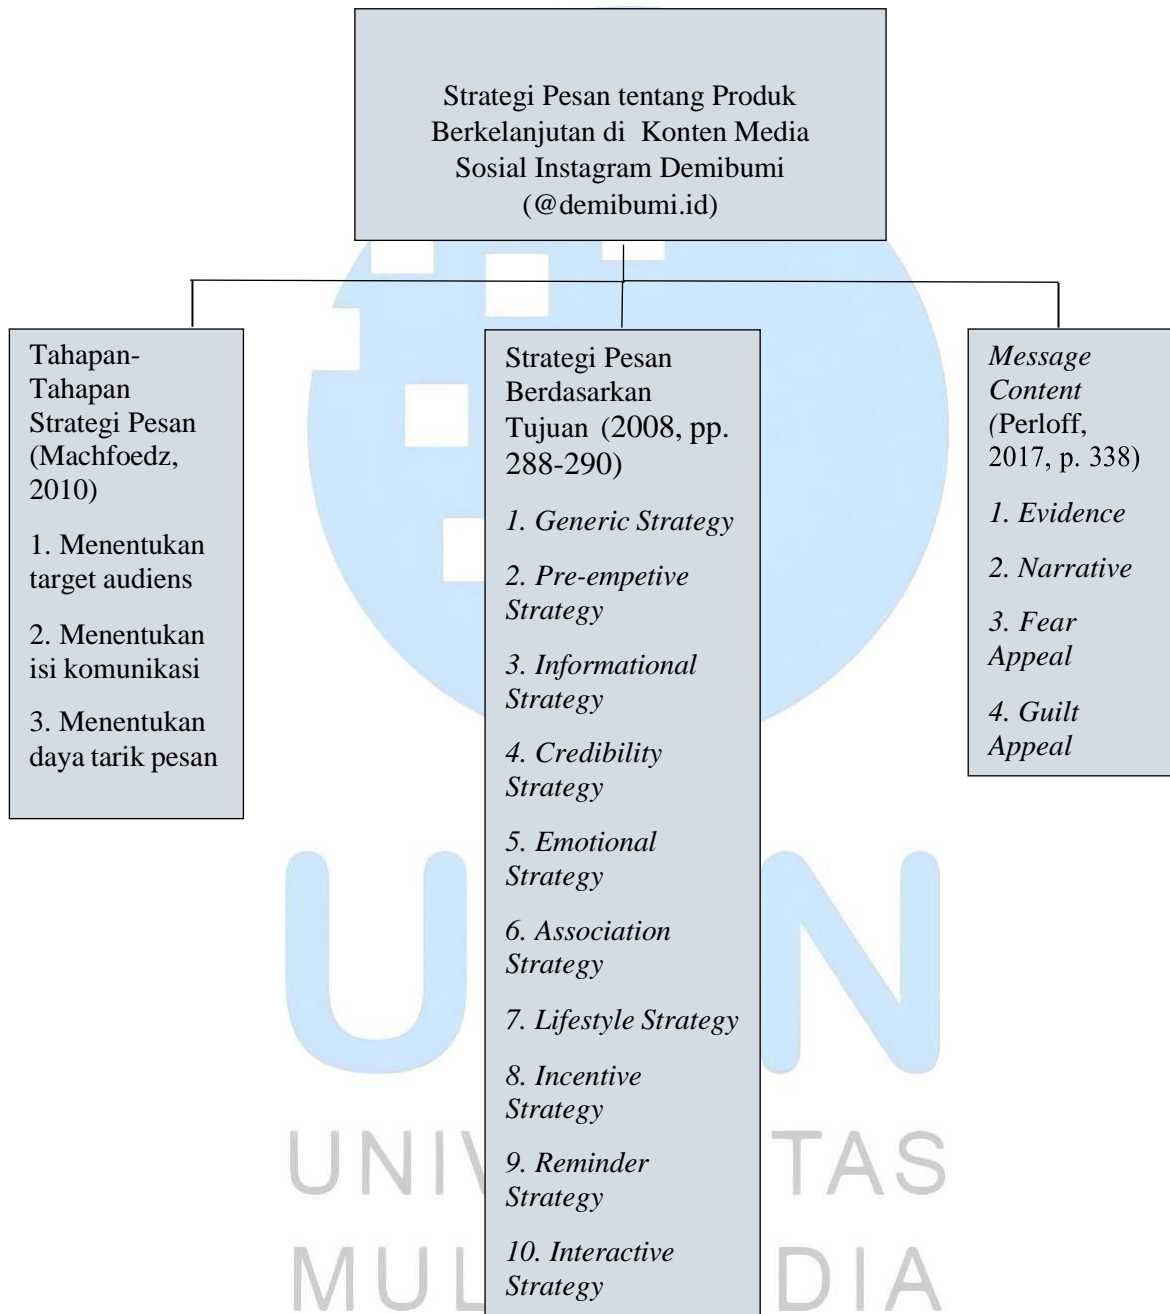 Strategi Pesan tentang Produk
Berkelanjutan di Konten Media
Sosial Instagram Demibumi
(@demibumi.id)
Tahapan-
Tahapan
Strategi Pesan
(Machfoedz,
2010)
1. Menentukan
target audiens
2. Menentukan
isi komunikasi
3. Menentukan
daya tarik pesan
Strategi Pesan
Berdasarkan
Tujuan (2008, pp.
288-290)
1. Generic Strategy
2. Pre-empetive
Strategy
3. Informational
Strategy
4. Credibility
Strategy
5. Emotional
Strategy
6. Association
Strategy
7. Lifestyle Strategy
8. Incentive
Strategy
9. Reminder
Strategy
10. Interactive
Strategy
Message
Content
(Perloff,
2017, p. 338)
1. Evidence
2. Narrative
3. Fear
Appeal
4. Guilt
Appeal